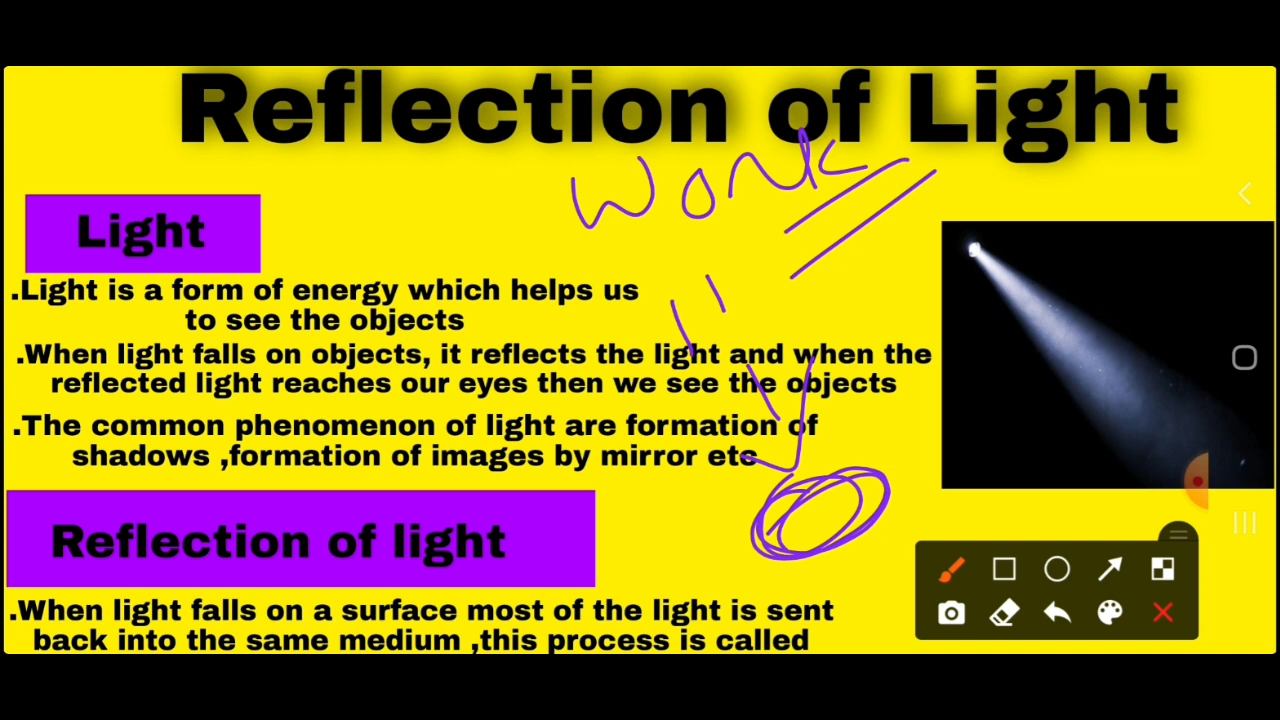 Reflection of Light
Work
Light
.Light is a form of energy which helps us
to see the objects
.When light falls on objects, it reflects the light and when the
reflected light reaches our eyes then we see the objects
.The common phenomenon of light are formation of
shadows ,formation of images by mirror etc
Reflection of light
.When light falls on a surface most of the light is sent
back into the same medium ,this process is called